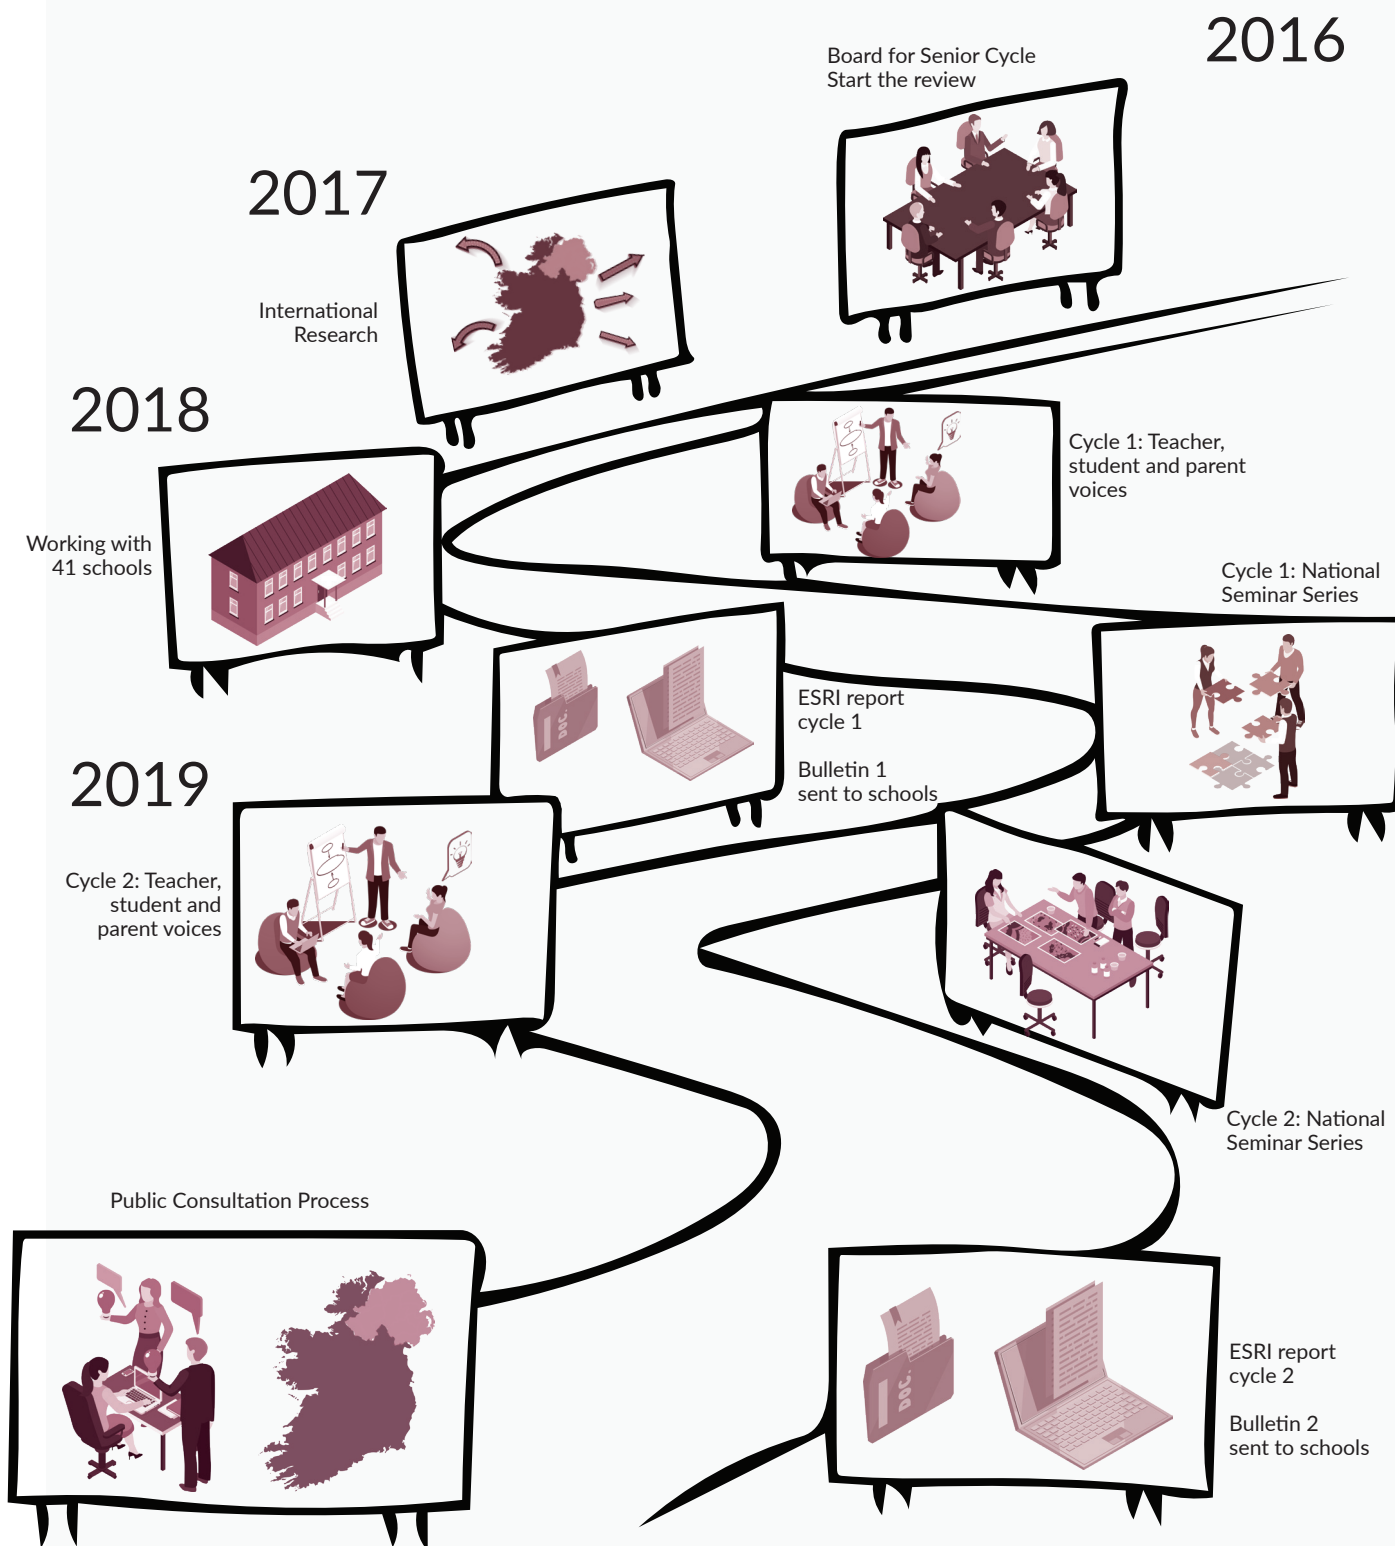 2016
Board for Senior Cycle
Start the review
2017
International
Research
2018
Working with
41 schools
Cycle 1: Teacher,
student and parent
voices
Cycle 1: National
Seminar Series
DOC.
ESRI report
cycle 1
Bulletin 1
sent to schools
2019
Cycle 2: Teacher,
student and
parent voices
Cycle 2: National
Seminar Series
Public Consultation Process
DOC.
ESRI report
cycle 2
Bulletin 2
sent to schools